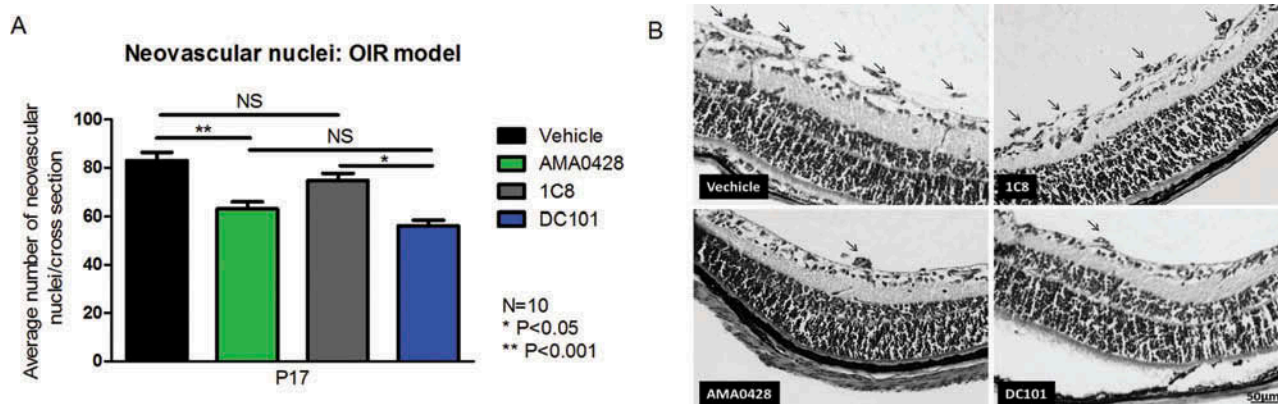 A
Neovascular nuclei: OIR model
Average number of neovascular
nuclei/cross section
100
80
60
40
20
0
NS
**
NS
*
P17
Vehicle
AMA0428
1C8
DC101
N=10
* P<0.05
** P<0.001
B
Vechicle
1C8
AMA0428
DC101
50µm